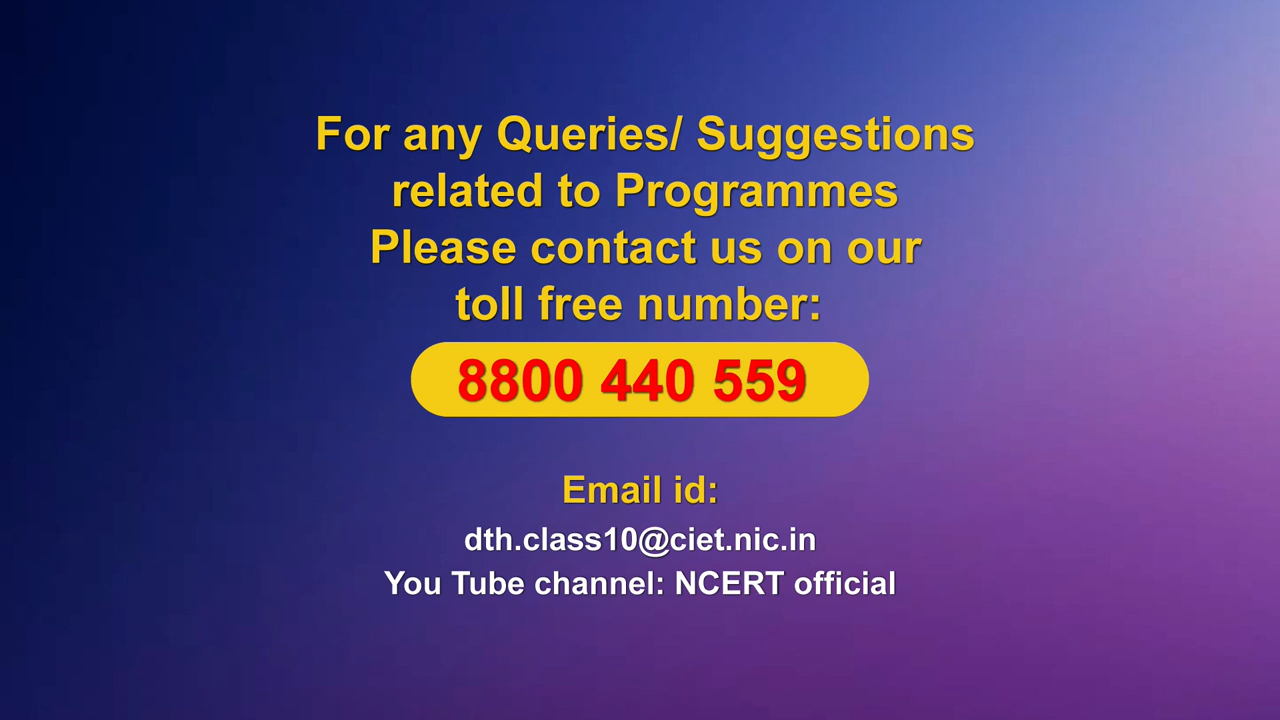 For any Queries/ Suggestions
related to Programmes
Please contact us on our
toll free number:
8800 440 559
Email id:
dth.class10@ciet.nic.in
You Tube channel: NCERT official